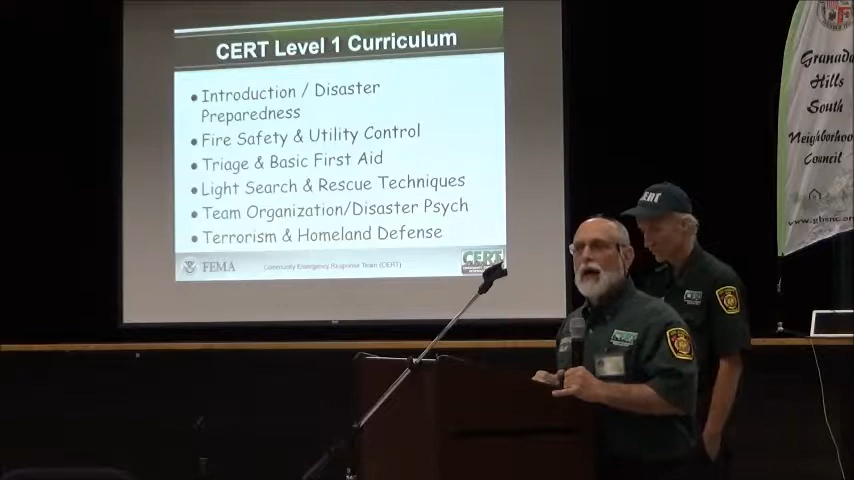 CERT Level 1 Curriculum
Introduction / Disaster
Preparedness
Fire Safety & Utility Control
Triage & Basic First Aid
Light Search & Rescue Techniques
Team Organization/Disaster Psych
Terrorism & Homeland Defense
FEMA
Community Emergency Response Team (CERT)
CERT
Granada
Hills
South
Neighborhood
Council
CERT